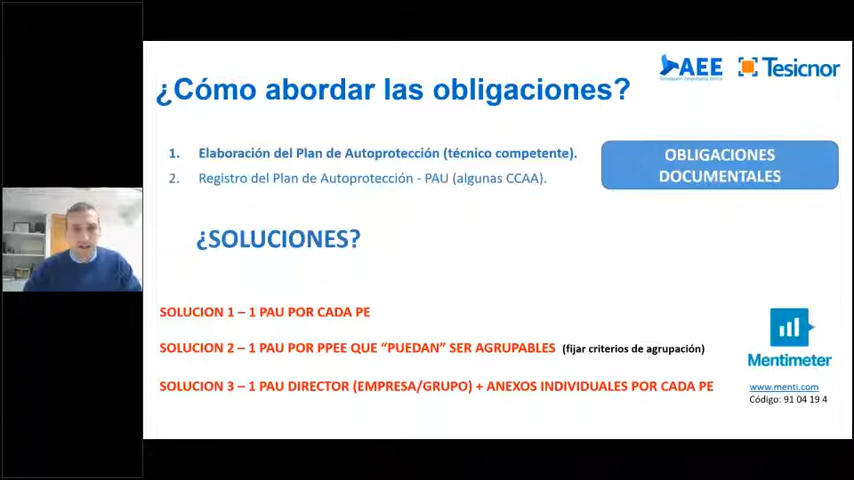 ¿Cómo abordar las obligaciones?
AEE
Tesicnor
1. Elaboración del Plan de Autoprotección (técnico competente).
2. Registro del Plan de Autoprotección - PAU (algunas CCAA).
OBLIGACIONES
DOCUMENTALES
¿SOLUCIONES?
SOLUCION 1 – 1 PAU POR CADA PE
SOLUCION 2 – 1 PAU POR PPEE QUE “PUEDAN” SER AGRUPABLES (fijar criterios de agrupación)
SOLUCION 3 – 1 PAU DIRECTOR (EMPRESA/GRUPO) + ANEXOS INDIVIDUALES POR CADA PE
Mentimeter
www.menti.com
Código: 91 04 19 4